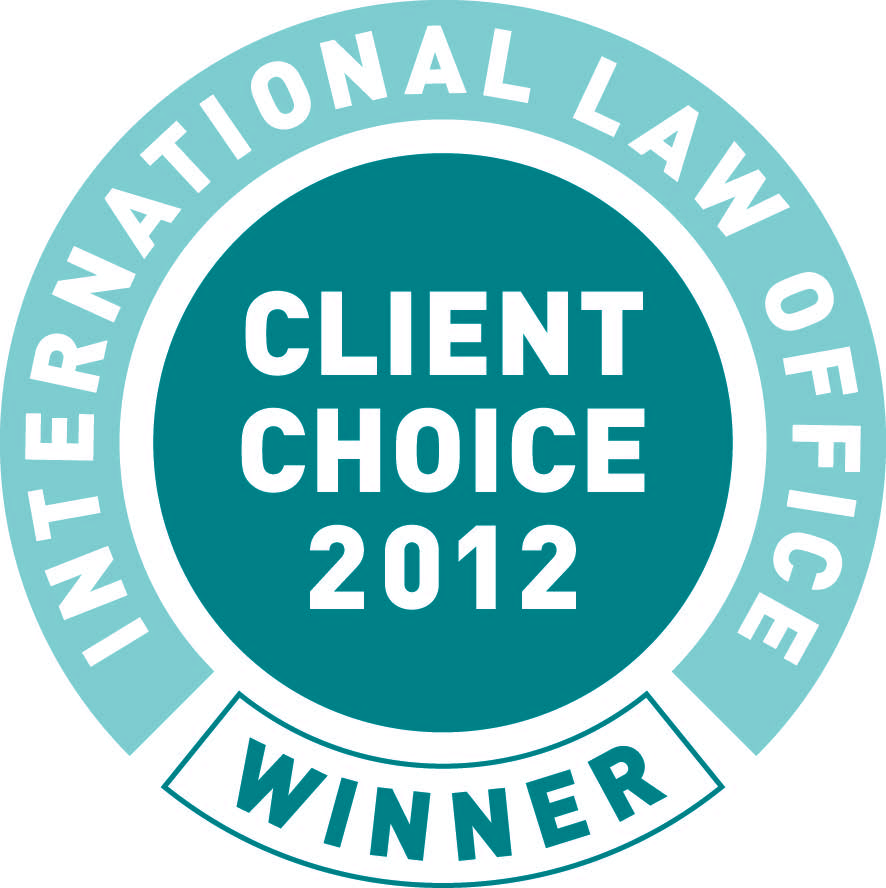 INTERNATIONAL LAW OFFICE
CLIENT
CHOICE
2012
WINNER